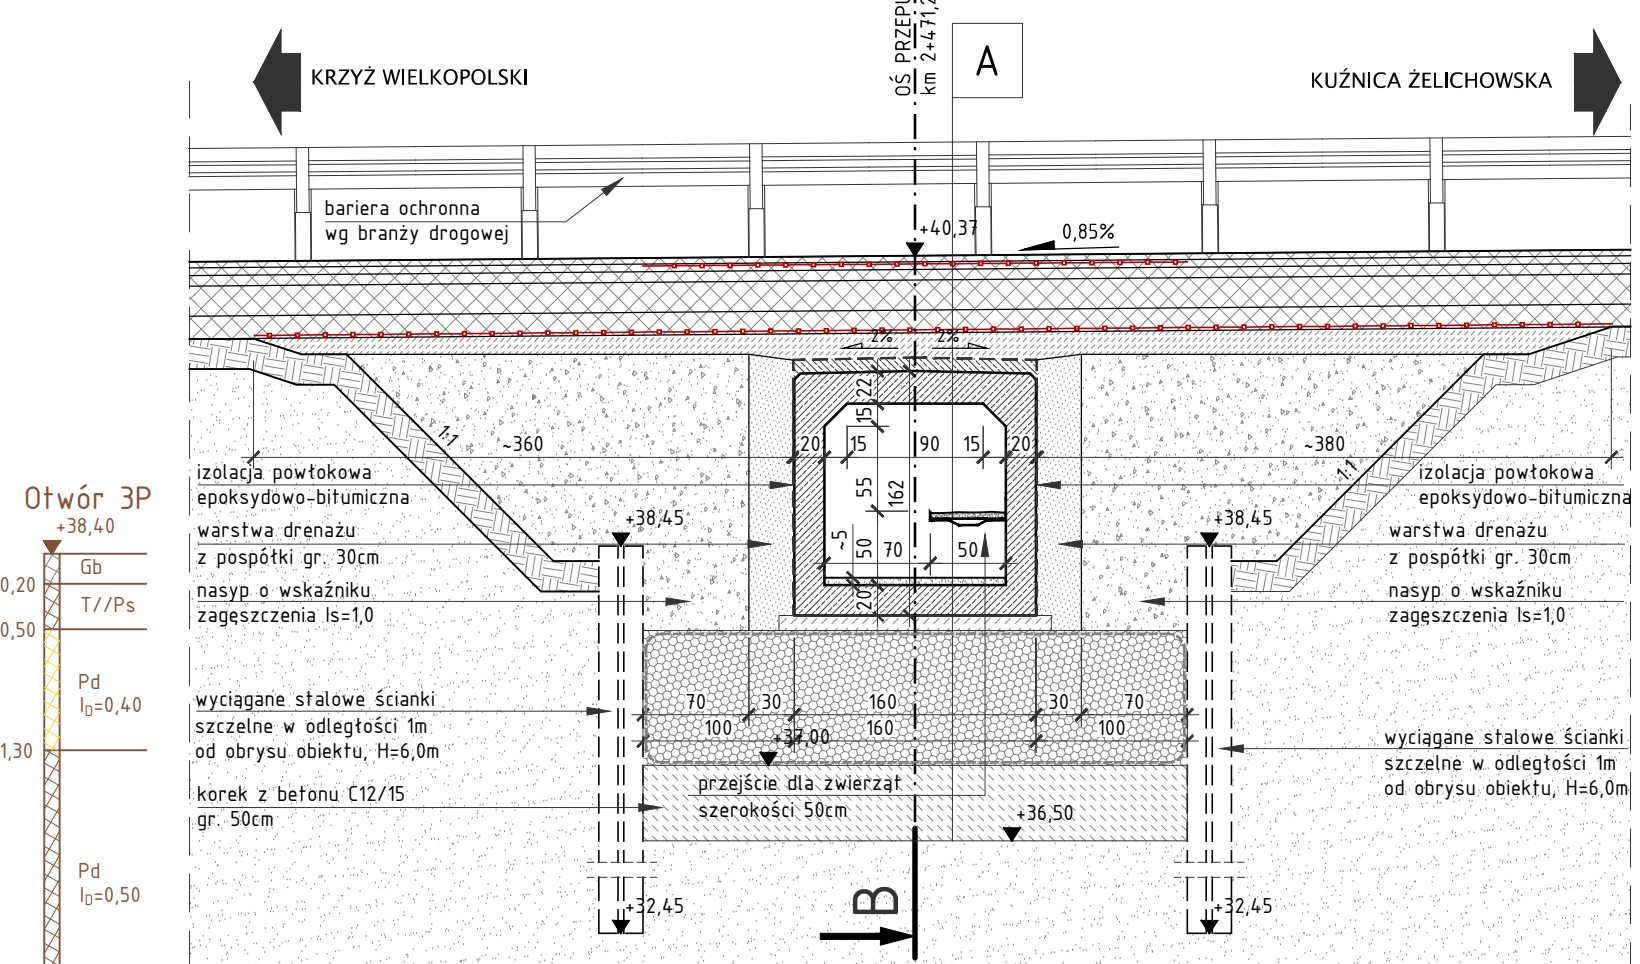 OŚ PRZEPU
km 2+471,2
A
KRZYŻ WIELKOPOLSKI
KUŹNICA ŻELICHOWSKA
bariera ochronna
wg branży drogowej
+40,37
0,85%
2%
2%
22
15
20
15
90
15
20
~360
~380
1:1
1:1
55
162
~5
50
70
50
20
izolacja powłokowa
epoksydowo-bitumiczna
warstwa drenażu
z pospółki gr. 30cm
nasyp o wskaźniku
zagęszczenia Is=1,0
izolacja powłokowa
epoksydowo-bitumiczna
warstwa drenażu
z pospółki gr. 30cm
nasyp o wskaźniku
zagęszczenia Is=1,0
+38,45
+38,45
Otwór 3P
+38,40
Gb
0,20
T//Ps
0,50
Pd
I_D=0,40
1,30
Pd
I_D=0,50
wyciągane stalowe ścianki
szczelne w odległości 1m
od obrysu obiektu, H=6,0m
korek z betonu C12/15
gr. 50cm
70
30
160
30
70
100
160
100
+37,00
przejście dla zwierząt
szerokości 50cm
+36,50
wyciągane stalowe ścianki
szczelne w odległości 1m
od obrysu obiektu, H=6,0m
B
+32,45
+32,45